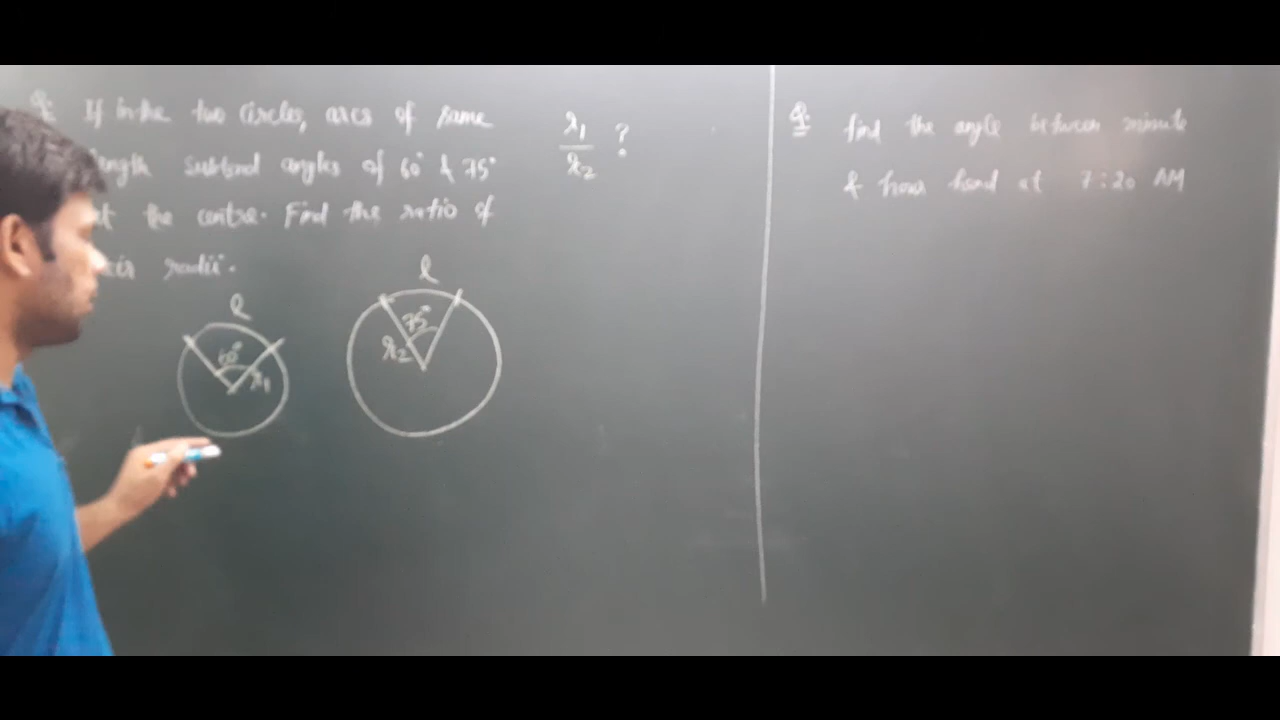 Q: If in the two circles, arcs of same
length subtend angles of 60° & 75°
at the centre. Find the ratio of
radii.
r1
r2
?
l
60°
r1
l
75°
r2
Q: find the angle between minute
& hour hand at 7:20 AM